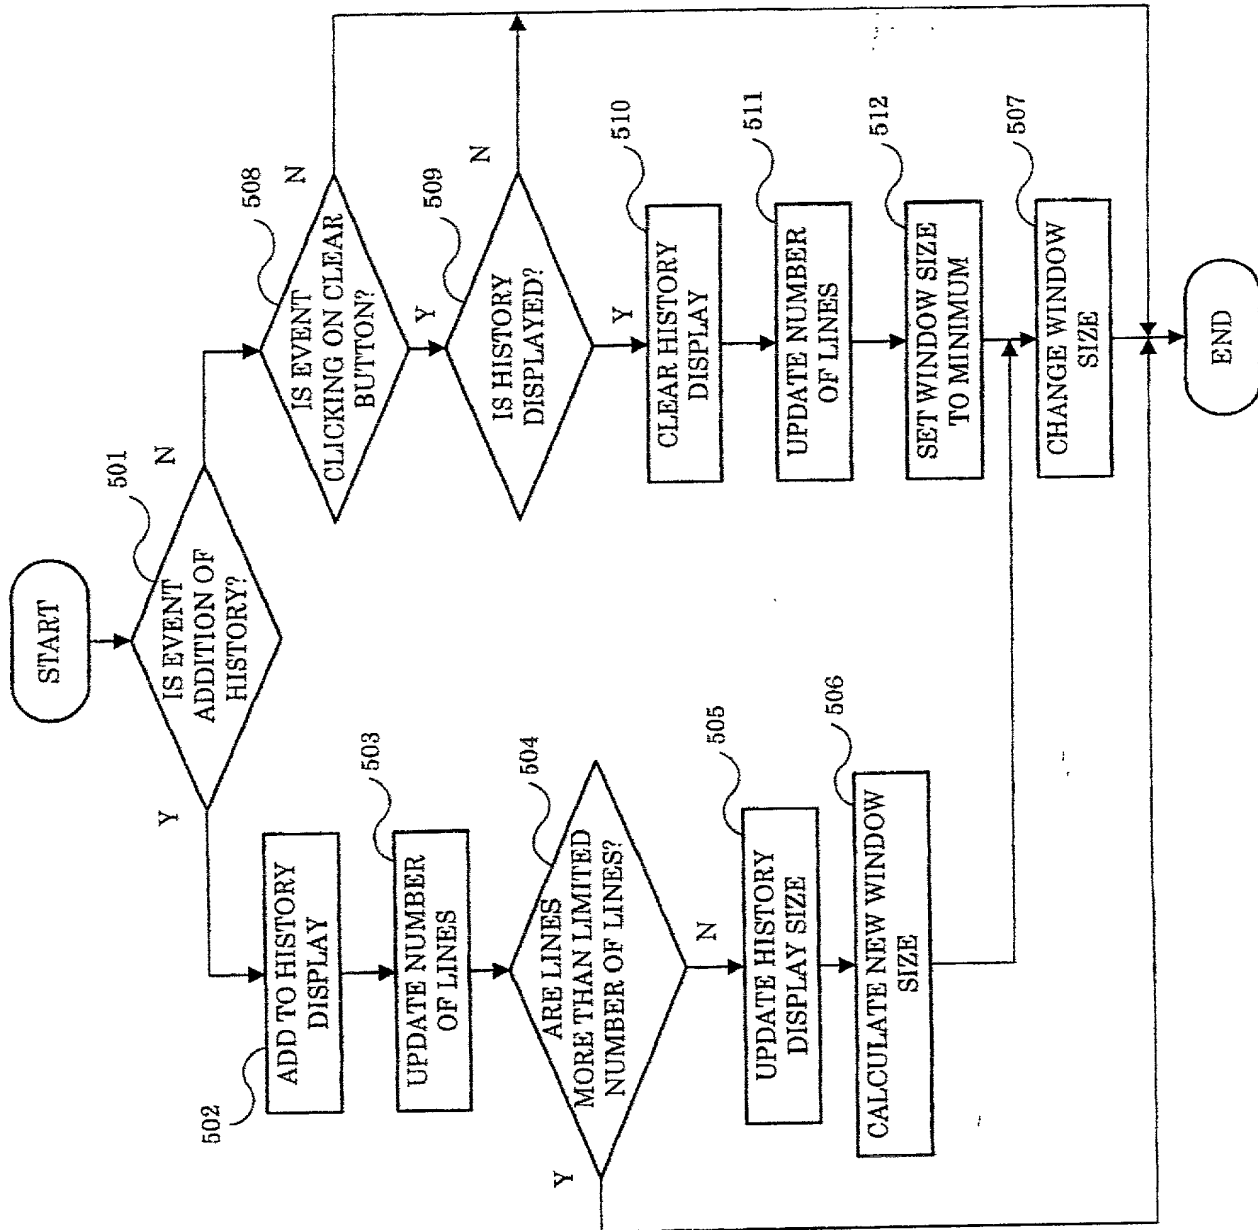 START
501
IS EVENT
ADDITION OF
HISTORY?
Y
N
502
ADD TO HISTORY
DISPLAY
503
UPDATE NUMBER
OF LINES
504
ARE LINES
MORE THAN LIMITED
NUMBER OF LINES?
Y
N
505
UPDATE HISTORY
DISPLAY SIZE
506
CALCULATE NEW WINDOW
SIZE
508
IS EVENT
CLICKING ON CLEAR
BUTTON?
N
Y
509
IS HISTORY
DISPLAYED?
N
Y
510
CLEAR HISTORY
DISPLAY
511
UPDATE NUMBER
OF LINES
512
SET WINDOW SIZE
TO MINIMUM
507
CHANGE WINDOW
SIZE
END